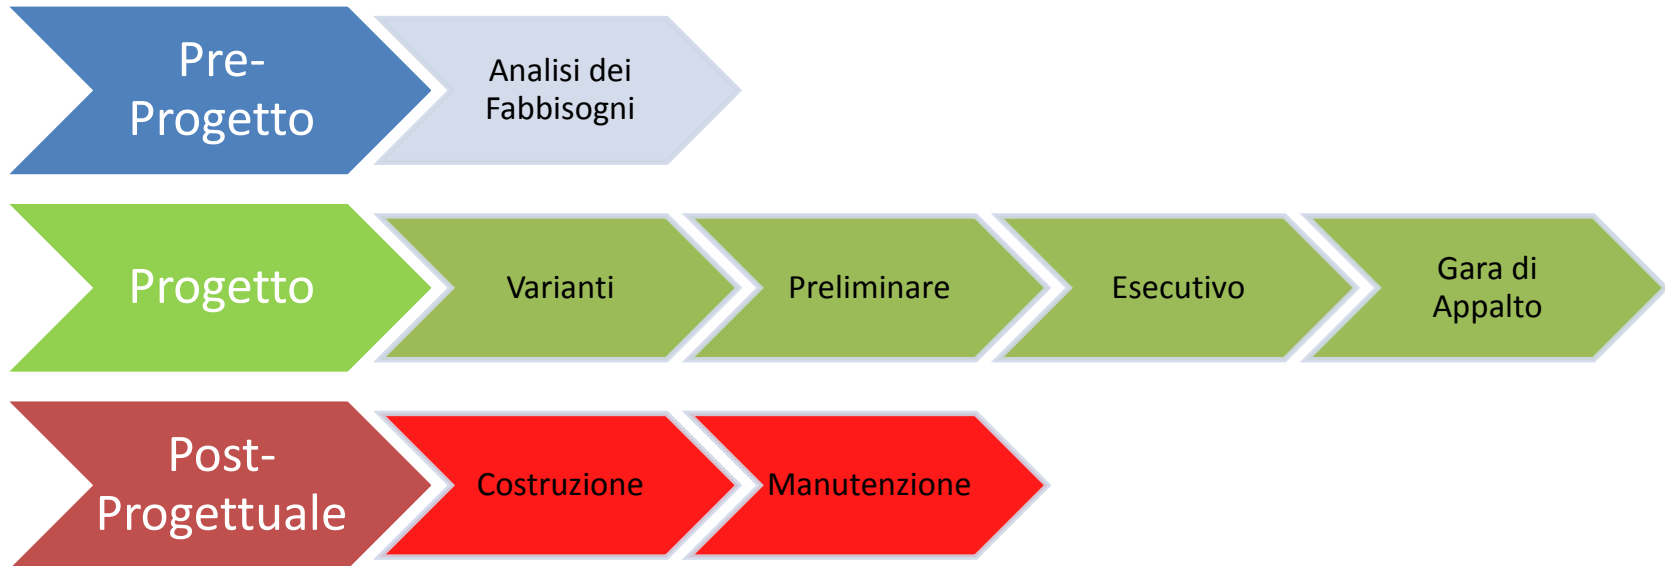 Pre-
Progetto
Analisi dei
Fabbisogni
Progetto
Varianti
Preliminare
Esecutivo
Gara di
Appalto
Post-
Progettuale
Costruzione
Manutenzione